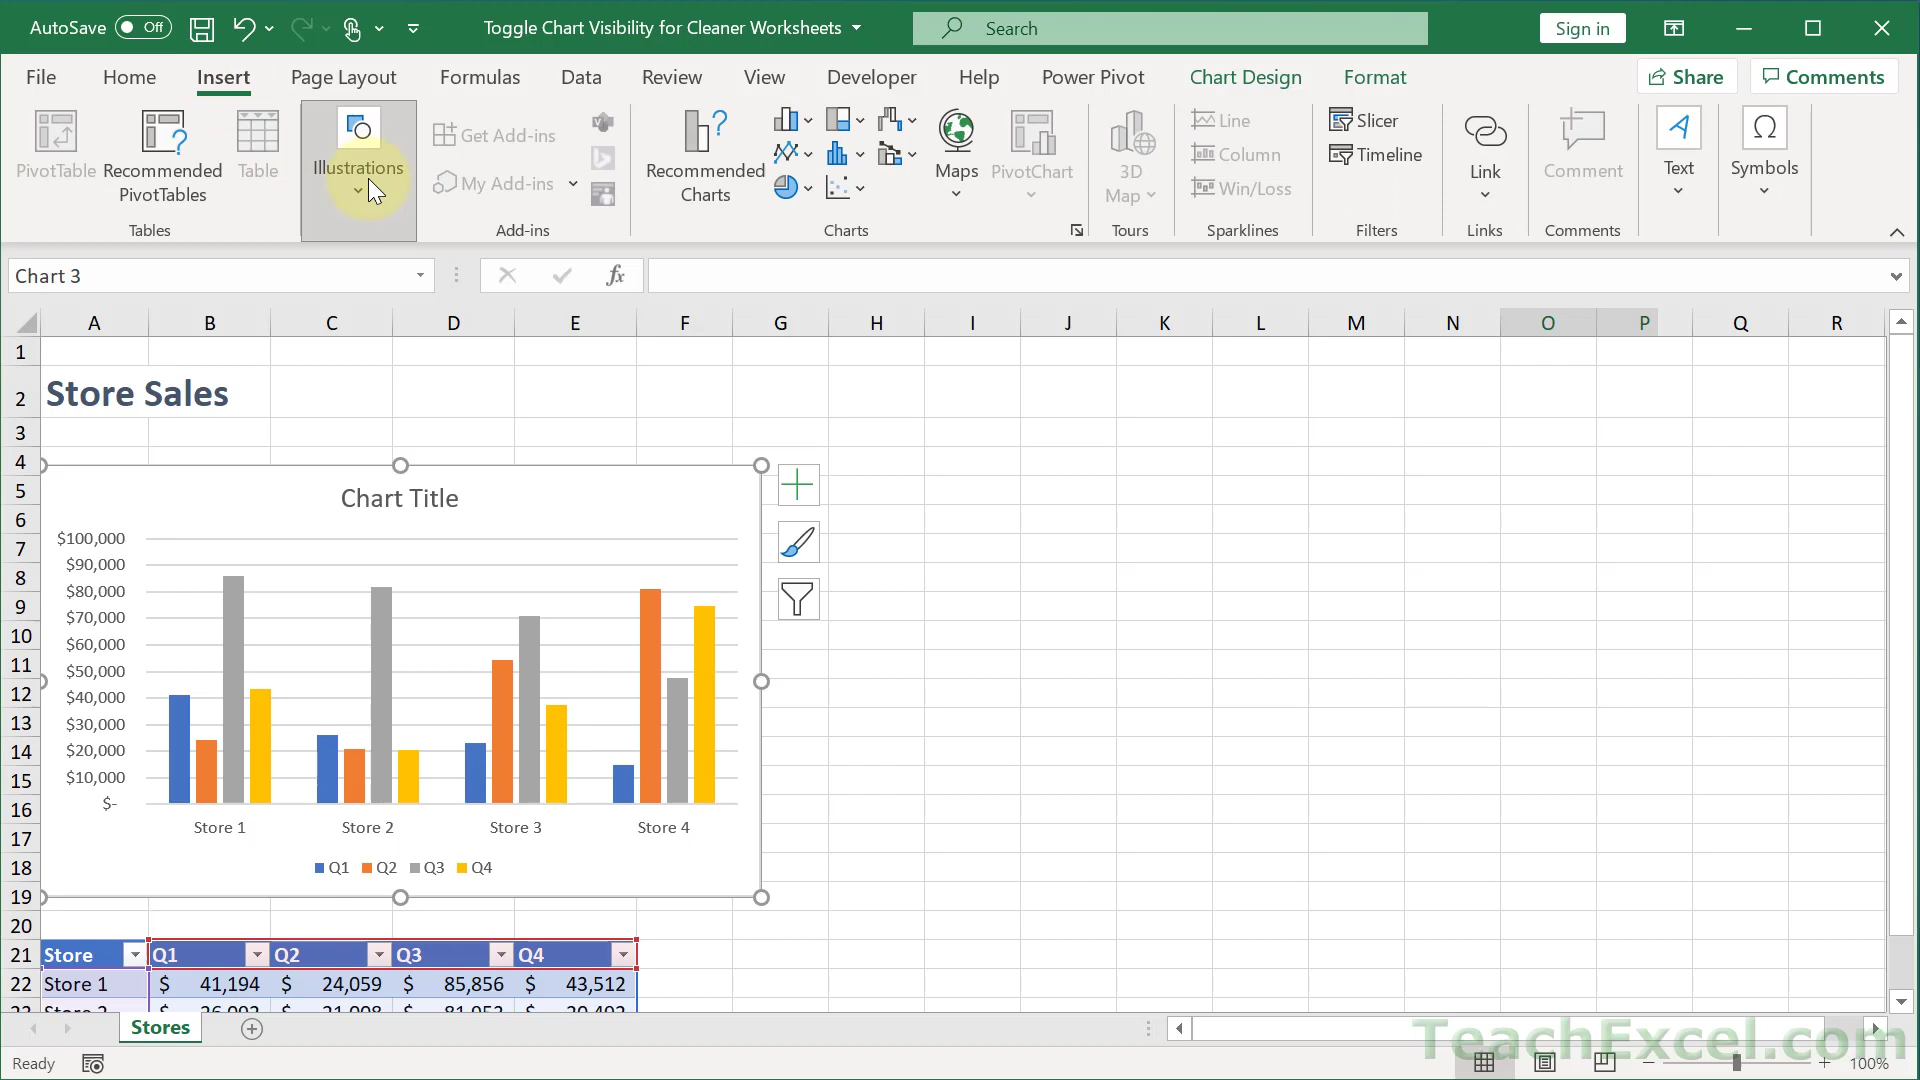 AutoSave Off Toggle Chart Visibility for Cleaner Worksheets Search Sign in
File Home Insert Page Layout Formulas Data Review View Developer Help Power Pivot Chart Design Format Share Comments
PivotTable
Recommended
PivotTables
Table
Tables
Illustrations
Get Add-ins
My Add-ins
Add-ins
Recommended
Charts
Maps
PivotChart
Charts
3D
Map
Tours
Line
Column
Win/Loss
Sparklines
Slicer
Timeline
Filters
Link
Links
Comment
Comments
Text
Symbols
Chart 3 fx
A B C D E F G H I J K L M N O P Q R
1
2 Store Sales
3
4
5
6
7
8
9
10
11
12
13
14
15
16
17
18
19
20
Chart Title
$100,000
$90,000
$80,000
$70,000
$60,000
$50,000
$40,000
$30,000
$20,000
$10,000
$-
Store 1 Store 2 Store 3 Store 4
Q1 Q2 Q3 Q4
21 Store Q1 Q2 Q3 Q4
22 Store 1 $ 41,194 $ 24,059 $ 85,856 $ 43,512
Stores
TeachExcel.com
Ready 100%